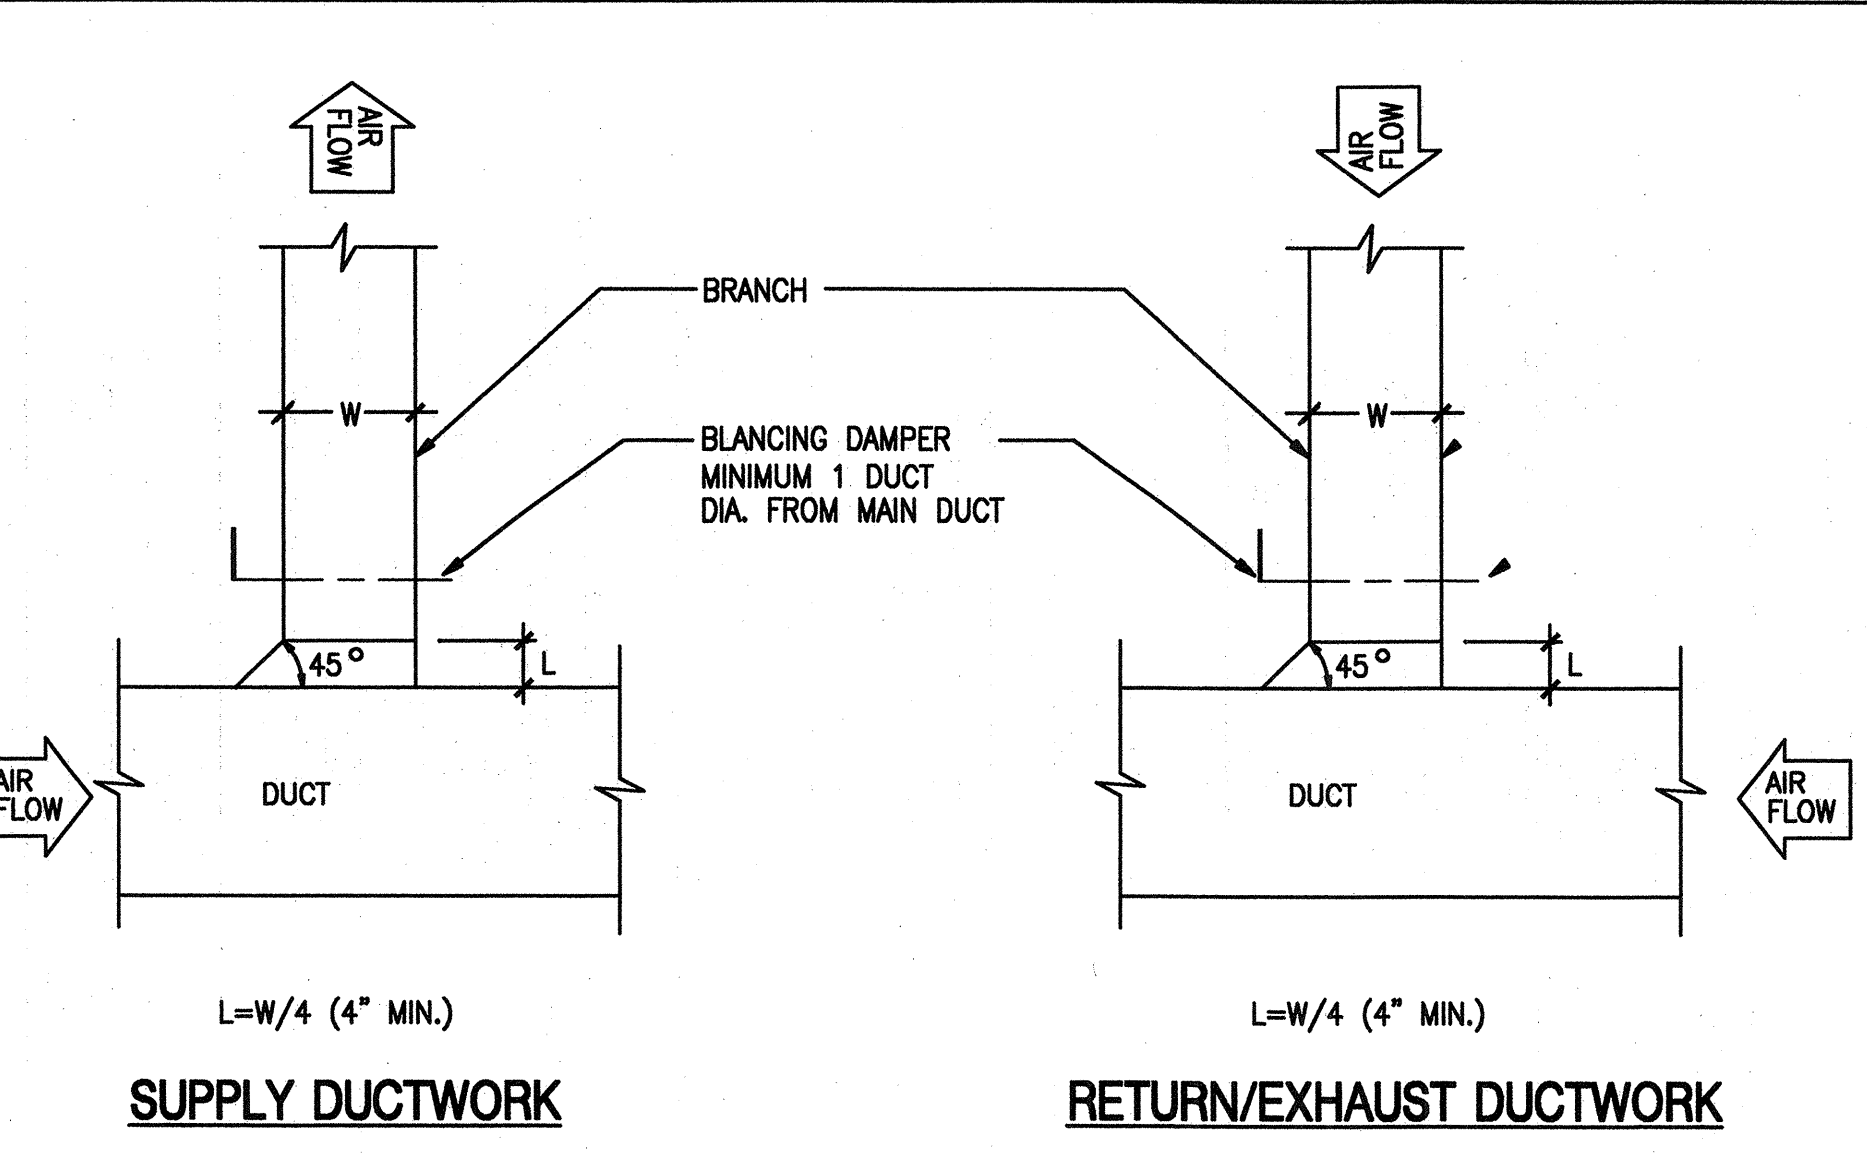 AIR
FLOW
AIR
FLOW
BRANCH
W
W
BLANCING DAMPER
MINIMUM 1 DUCT
DIA. FROM MAIN DUCT
45°
L
45°
L
AIR
FLOW
DUCT
DUCT
AIR
FLOW
L=W/4 (4" MIN.)
L=W/4 (4" MIN.)
SUPPLY DUCTWORK
RETURN/EXHAUST DUCTWORK